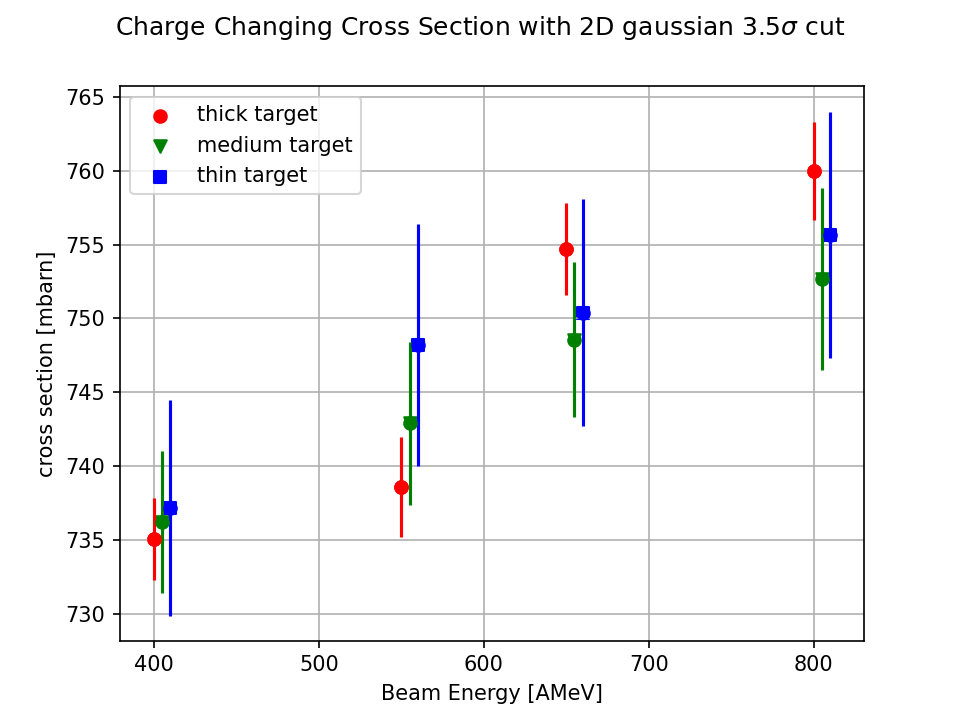 Charge Changing Cross Section with 2D gaussian 3.5σ cut
765
760
755
750
745
740
735
730
cross section [mbarn]
thick target
medium target
thin target
400 500 600 700 800
Beam Energy [AMeV]